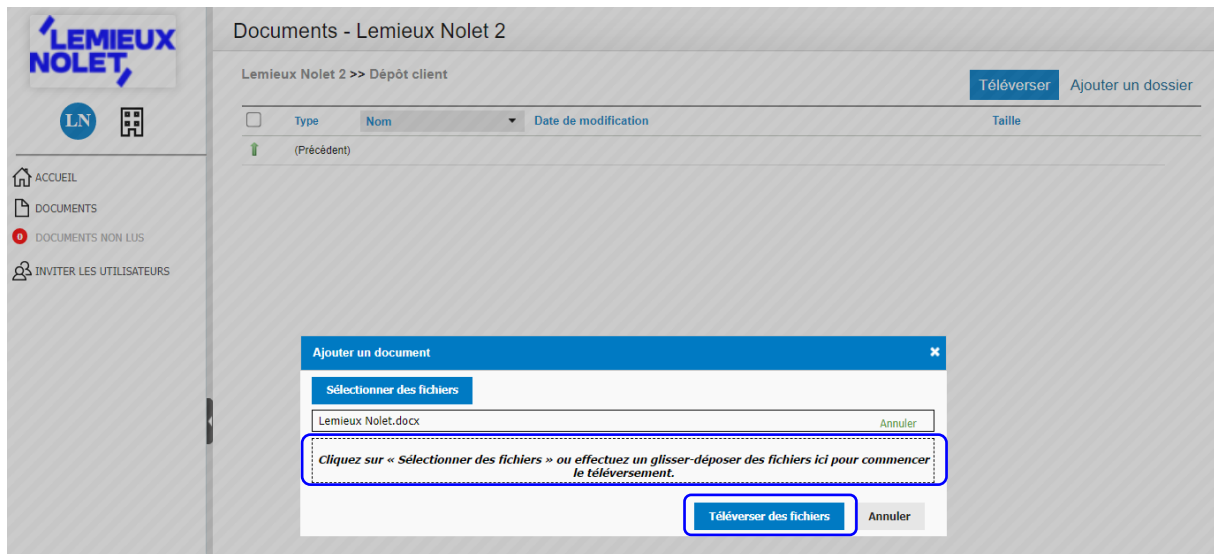 LEMIEUX
NOLET
LN
ACCUEIL
DOCUMENTS
0 DOCUMENTS NON LUS
INVITER LES UTILISATEURS
Documents - Lemieux Nolet 2
Lemieux Nolet 2 >> Dépôt client
Téléverser Ajouter un dossier
Type Nom Date de modification Taille
(Précédent)
Ajouter un document
Sélectionner des fichiers
Lemieux Nolet.docx Annuler
Cliquez sur « Sélectionner des fichiers » ou effectuez un glisser-déposer des fichiers ici pour commencer
le téléversement.
Téléverser des fichiers Annuler